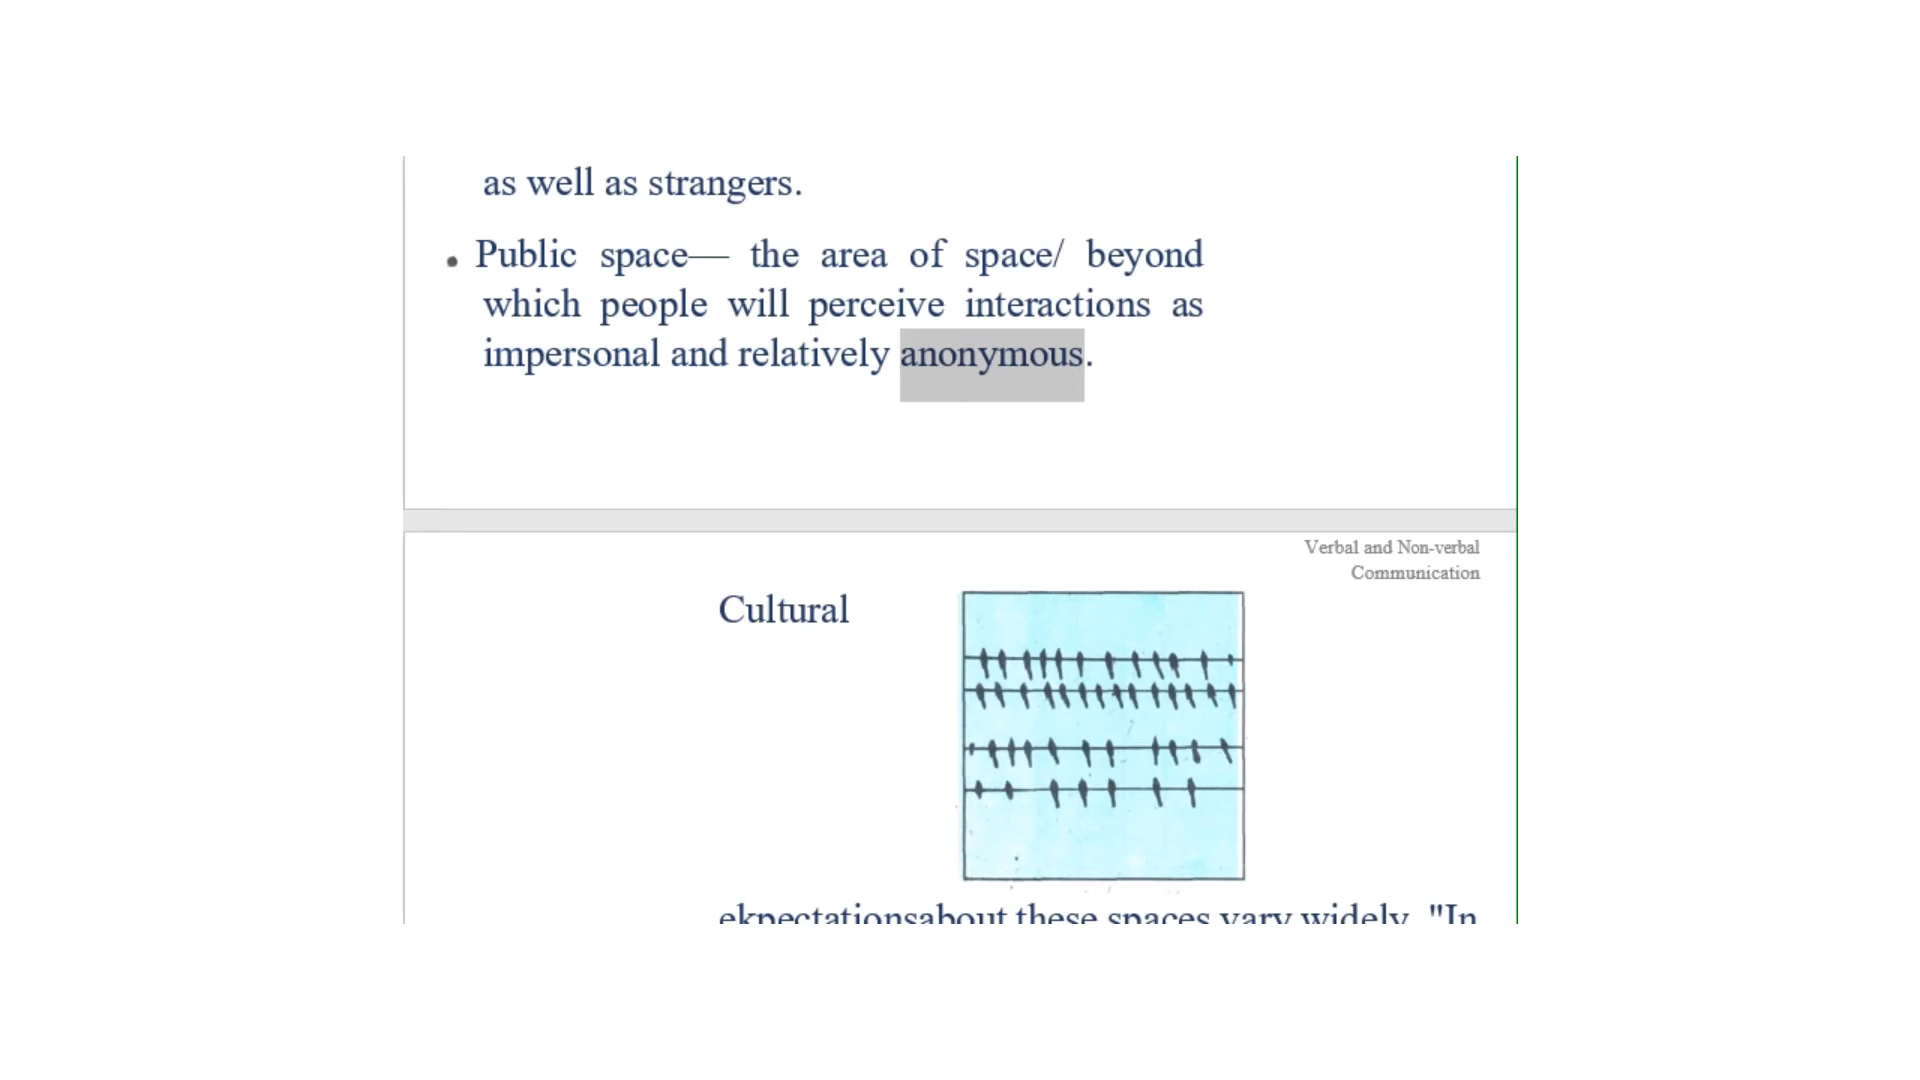 as well as strangers.
• Public space— the area of space/ beyond
which people will perceive interactions as
impersonal and relatively anonymous.
Verbal and Non-verbal
Communication
Cultural
ekpectationsabout these spaces vary widely. "In